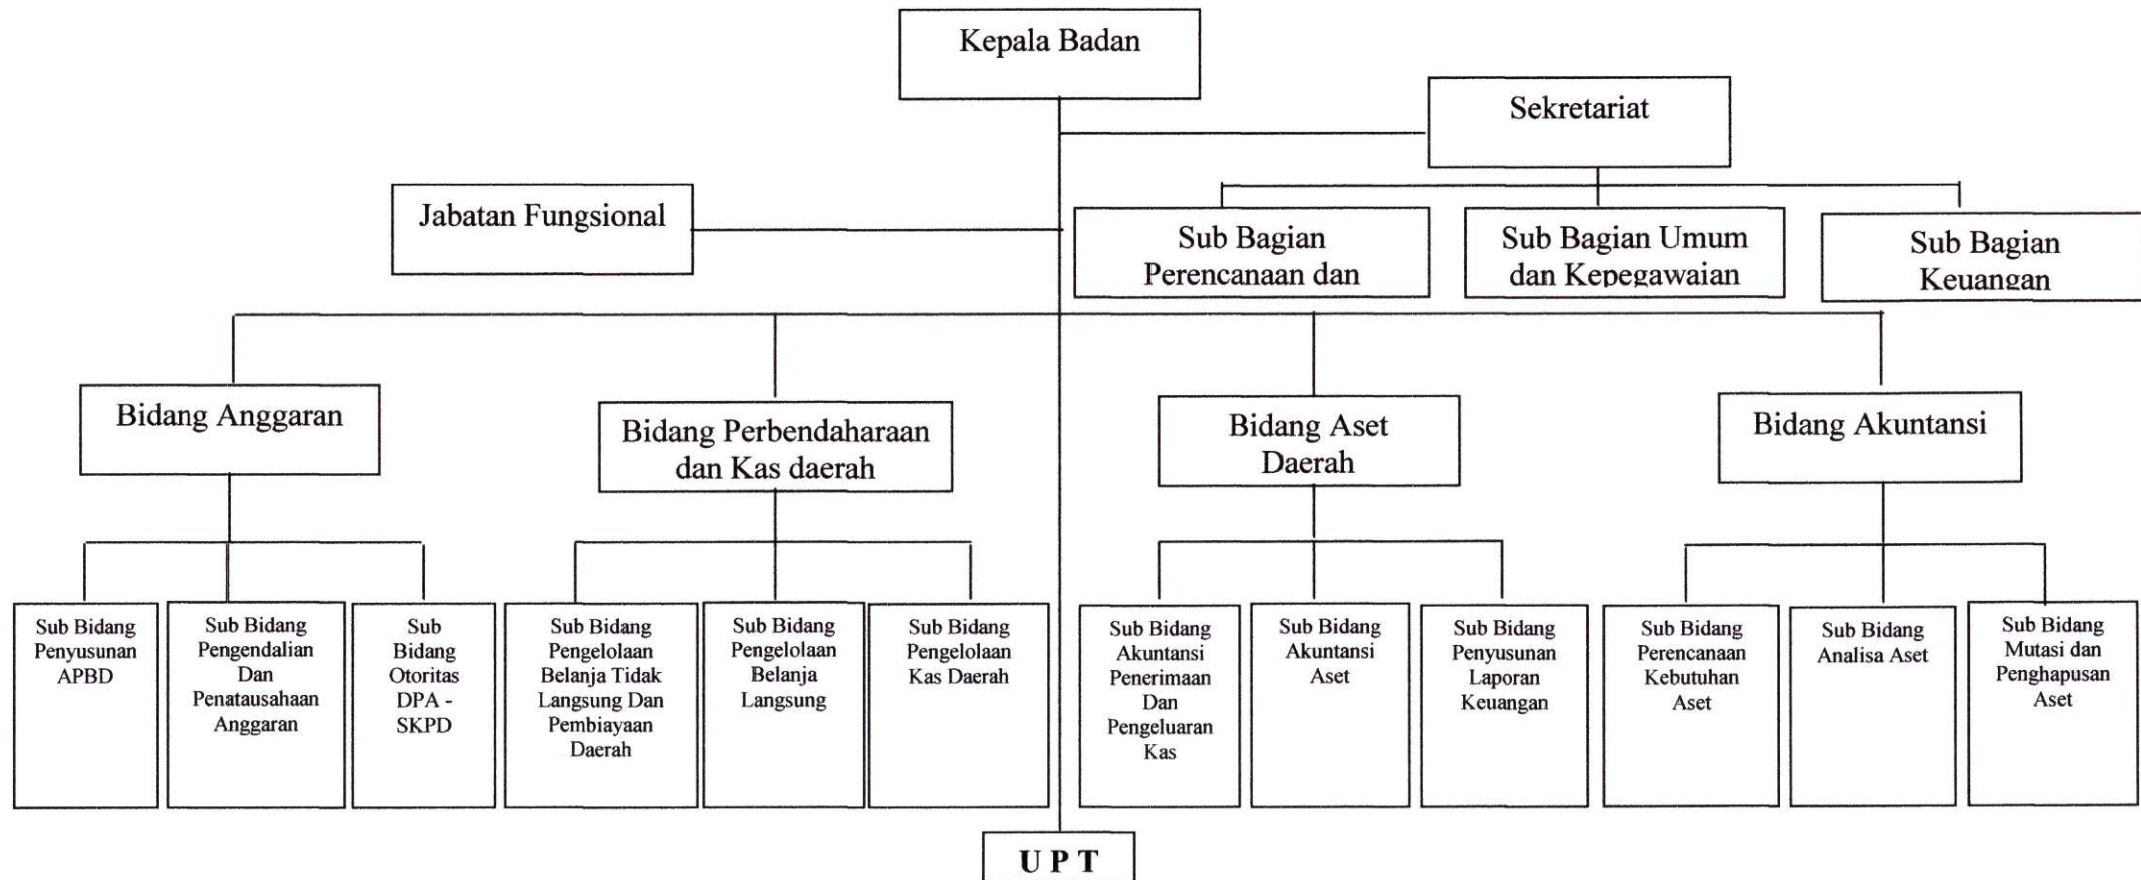 Kepala Badan
Sekretariat
Jabatan Fungsional
Sub Bagian
Perencanaan dan
Sub Bagian Umum
dan Kepegawaian
Sub Bagian
Keuangan
Bidang Anggaran
Bidang Perbendaharaan
dan Kas daerah
Bidang Aset
Daerah
Bidang Akuntansi
Sub Bidang
Penyusunan
APBD
Sub Bidang
Pengendalian
Dan
Penatausahaan
Anggaran
Sub
Bidang
Otoritas
DPA -
SKPD
Sub Bidang
Pengelolaan
Belanja Tidak
Langsung Dan
Pembiayaan
Daerah
Sub Bidang
Pengelolaan
Belanja
Langsung
Sub Bidang
Pengelolaan
Kas Daerah
Sub Bidang
Akuntansi
Penerimaan
Dan
Pengeluaran
Kas
Sub Bidang
Akuntansi
Aset
Sub Bidang
Penyusunan
Laporan
Keuangan
Sub Bidang
Perencanaan
Kebutuhan
Aset
Sub Bidang
Analisa Aset
Sub Bidang
Mutasi dan
Penghapusan
Aset
U P T